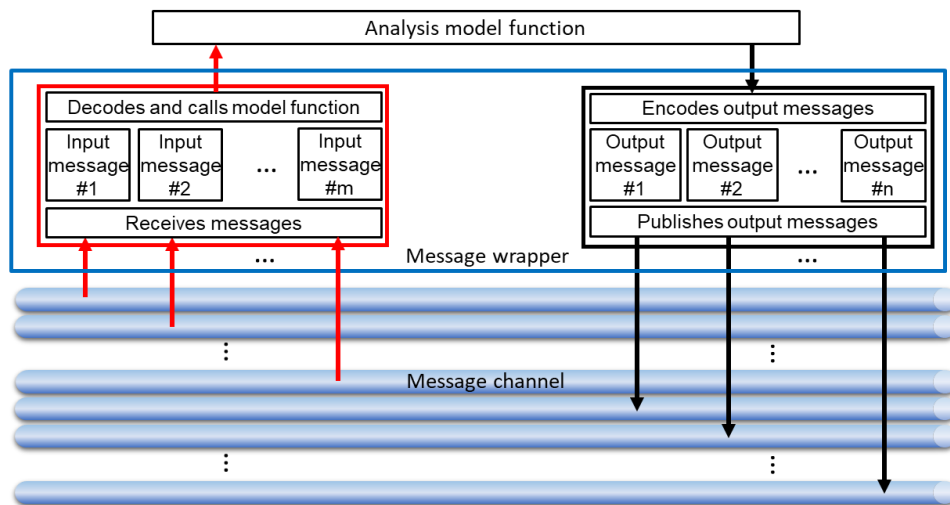 Analysis model function
Decodes and calls model function
Input
message
#1
Input
message
#2
...
Input
message
#m
Receives messages
...
Encodes output messages
Output
message
#1
Output
message
#2
...
Output
message
#n
Publishes output messages
...
Message wrapper
...
...
Message channel
...
...